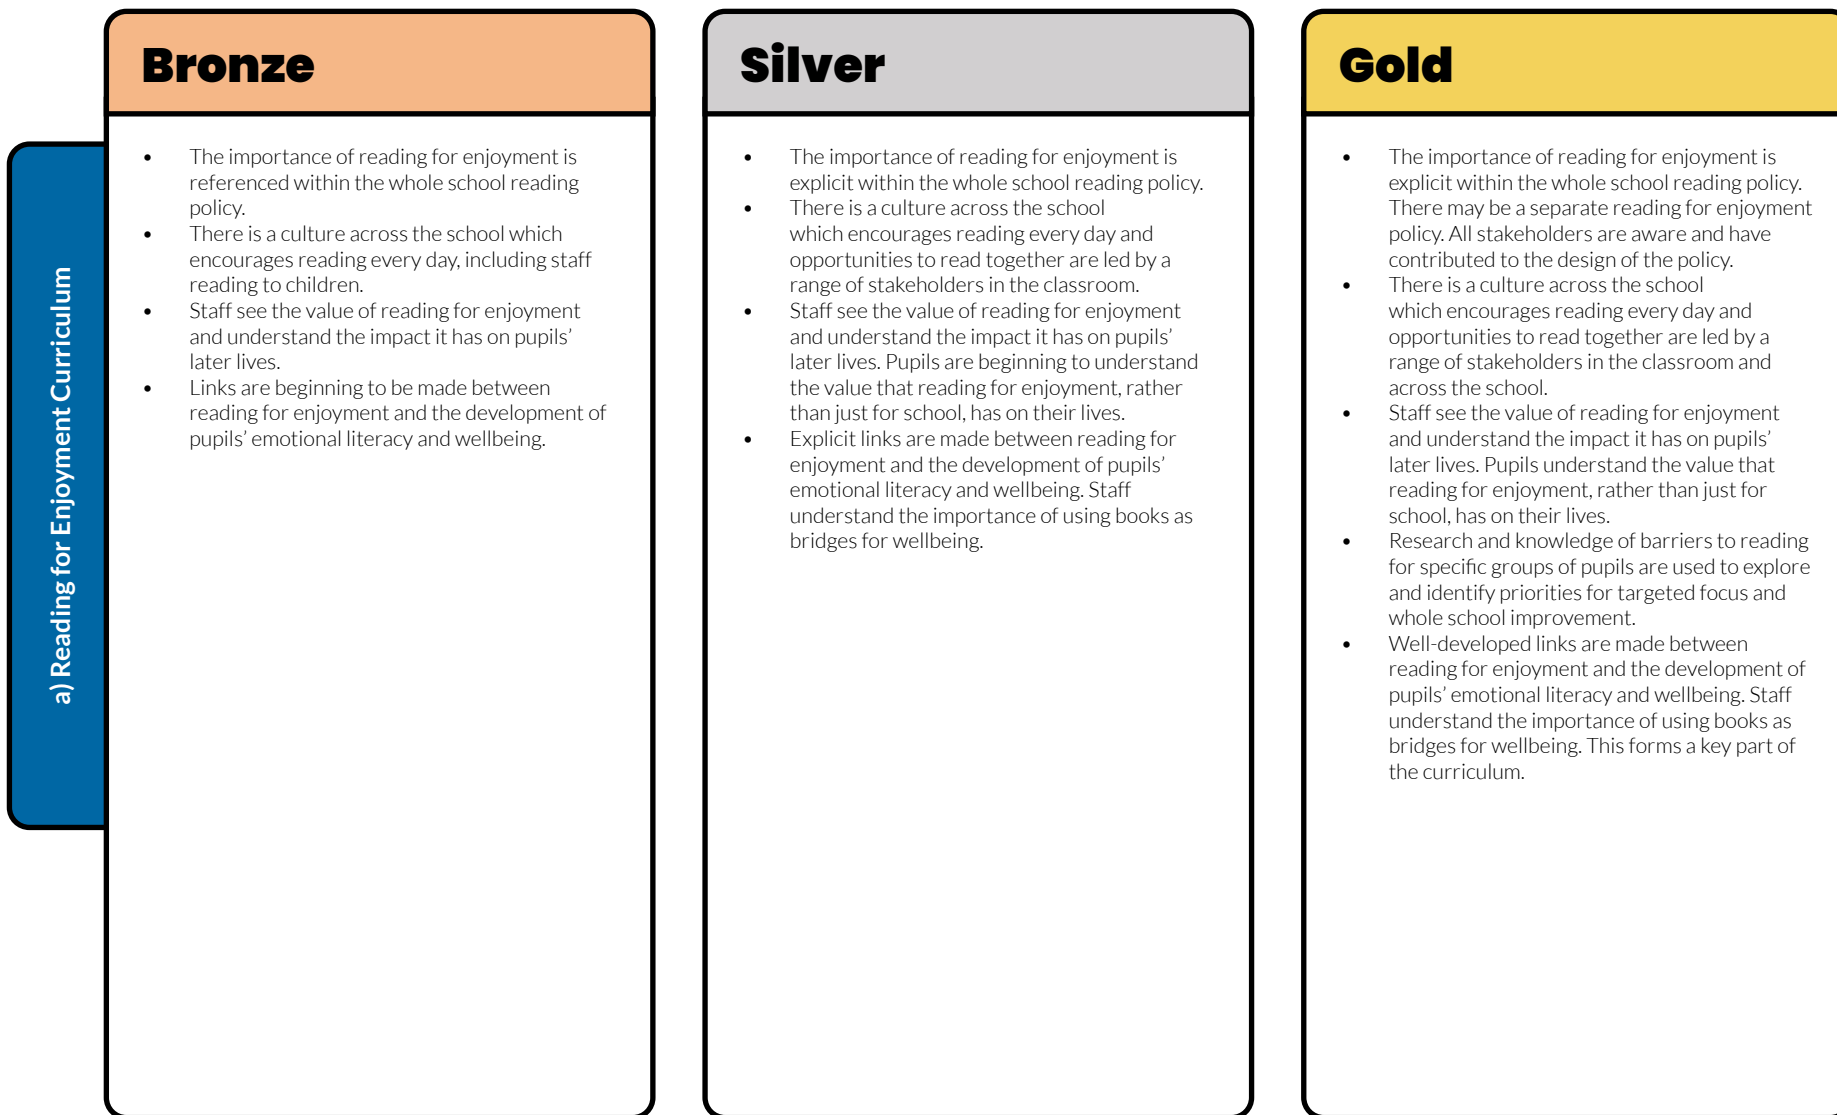 a) Reading for Enjoyment Curriculum
Bronze
• The importance of reading for enjoyment is
referenced within the whole school reading
policy.
• There is a culture across the school which
encourages reading every day, including staff
reading to children.
• Staff see the value of reading for enjoyment
and understand the impact it has on pupils’
later lives.
• Links are beginning to be made between
reading for enjoyment and the development of
pupils’ emotional literacy and wellbeing.
Silver
• The importance of reading for enjoyment is
explicit within the whole school reading policy.
• There is a culture across the school
which encourages reading every day and
opportunities to read together are led by a
range of stakeholders in the classroom.
• Staff see the value of reading for enjoyment
and understand the impact it has on pupils’
later lives. Pupils are beginning to understand
the value that reading for enjoyment, rather
than just for school, has on their lives.
• Explicit links are made between reading for
enjoyment and the development of pupils’
emotional literacy and wellbeing. Staff
understand the importance of using books as
bridges for wellbeing.
Gold
• The importance of reading for enjoyment is
explicit within the whole school reading policy.
There may be a separate reading for enjoyment
policy. All stakeholders are aware and have
contributed to the design of the policy.
• There is a culture across the school
which encourages reading every day and
opportunities to read together are led by a
range of stakeholders in the classroom and
across the school.
• Staff see the value of reading for enjoyment
and understand the impact it has on pupils’
later lives. Pupils understand the value that
reading for enjoyment, rather than just for
school, has on their lives.
• Research and knowledge of barriers to reading
for specific groups of pupils are used to explore
and identify priorities for targeted focus and
whole school improvement.
• Well-developed links are made between
reading for enjoyment and the development of
pupils’ emotional literacy and wellbeing. Staff
understand the importance of using books as
bridges for wellbeing. This forms a key part of
the curriculum.